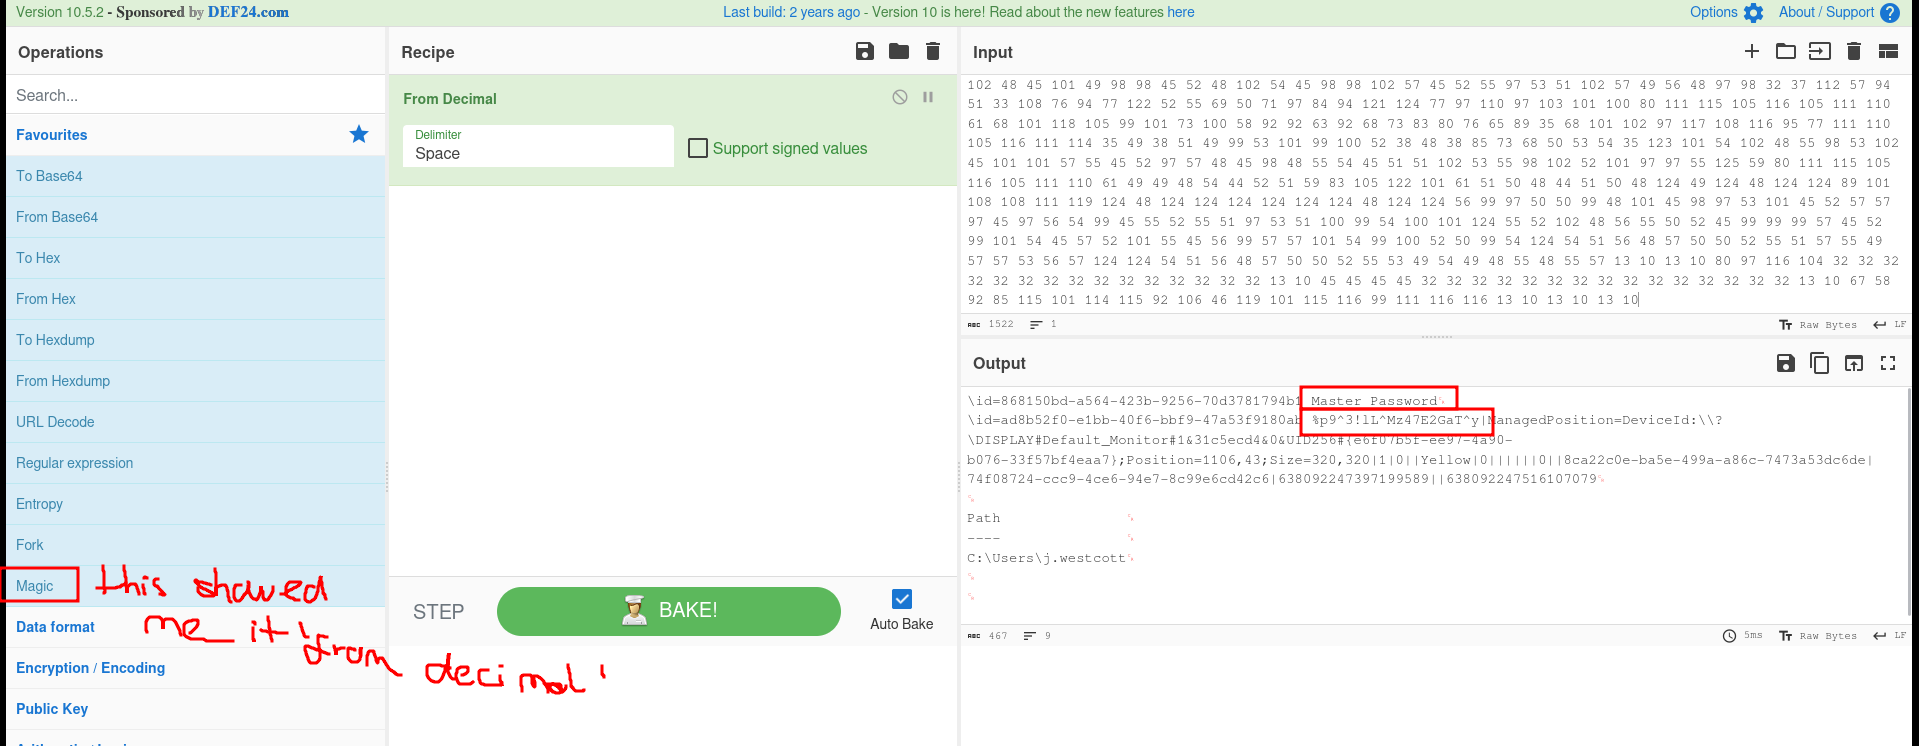 Version 10.5.2 - Sponsored by DEF24.com
Last build: 2 years ago - Version 10 is here! Read about the new features here
Options
About / Support
Operations
Search...
Favourites
To Base64
From Base64
To Hex
From Hex
To Hexdump
From Hexdump
URL Decode
Regular expression
Entropy
Fork
Magic
Data format
Encryption / Encoding
Public Key
this showed
me it 'from decimal'
Recipe
From Decimal
Delimiter
Space
Support signed values
STEP
BAKE!
Auto Bake
Input
102 48 45 101 49 98 98 45 52 48 102 54 45 98 98 102 57 45 52 55 97 53 51 102 57 49 56 48 97 98 32 37 112 57 94
51 33 108 76 94 77 122 52 55 69 50 71 97 84 94 121 124 77 97 110 97 103 101 100 80 111 115 105 116 105 111 110
61 68 101 118 105 99 101 73 100 58 92 92 63 92 68 73 83 80 76 65 89 35 68 101 102 97 117 108 116 95 77 111 110
105 116 111 114 35 49 38 51 49 99 53 101 99 100 52 38 48 38 85 73 68 50 53 54 35 123 101 54 102 48 55 98 53 102
45 101 101 57 55 45 52 97 57 48 45 98 48 55 54 45 51 51 102 53 55 98 102 52 101 97 97 55 125 59 80 111 115 105
116 105 111 110 61 49 49 48 54 44 52 51 59 83 105 122 101 61 51 50 48 44 51 50 48 124 49 124 48 124 124 89 101
108 108 111 119 124 48 124 124 124 124 124 124 48 124 124 56 99 97 50 50 99 48 101 45 98 97 53 101 45 52 57 57
97 45 97 56 54 99 45 55 52 55 51 97 53 51 100 99 54 100 101 124 55 52 102 48 56 55 50 52 45 99 99 99 57 45 52
99 101 54 45 57 52 101 55 45 56 99 57 57 101 54 99 100 52 50 99 54 124 54 51 56 48 57 50 50 52 55 51 57 55 49
57 57 53 56 57 124 124 54 51 56 48 57 50 50 52 55 53 49 54 49 48 55 48 55 57 13 10 13 10 80 97 116 104 32 32 32
32 32 32 32 32 32 32 32 32 32 32 32 32 13 10 45 45 45 45 32 32 32 32 32 32 32 32 32 32 32 32 32 32 32 13 10 67 58
92 85 115 101 114 115 92 106 46 119 101 115 116 99 111 116 116 13 10 13 10 13 10
1522 1
Raw Bytes LF
Output
\id=868150bd-a564-423b-9256-70d3781794b1 Master Password
\id=ad8b52f0-e1bb-40f6-bbf9-47a53f9180ab %p9^3!lL^Mz47E2GaT^y|ManagedPosition=DeviceId:\\?
\DISPLAY#Default_Monitor#1&31c5ecd4&0&UID256#{e6f07b5f-ee97-4a90-
b076-33f57bf4eaa7};Position=1106,43;Size=320,320|1|0||Yellow|0||||||0||8ca22c0e-ba5e-499a-a86c-7473a53dc6de|
74f08724-ccc9-4ce6-94e7-8c99e6cd42c6|638092247397199589||638092247516107079
Path
----
C:\Users\j.westcott
467 9
5ms Raw Bytes LF